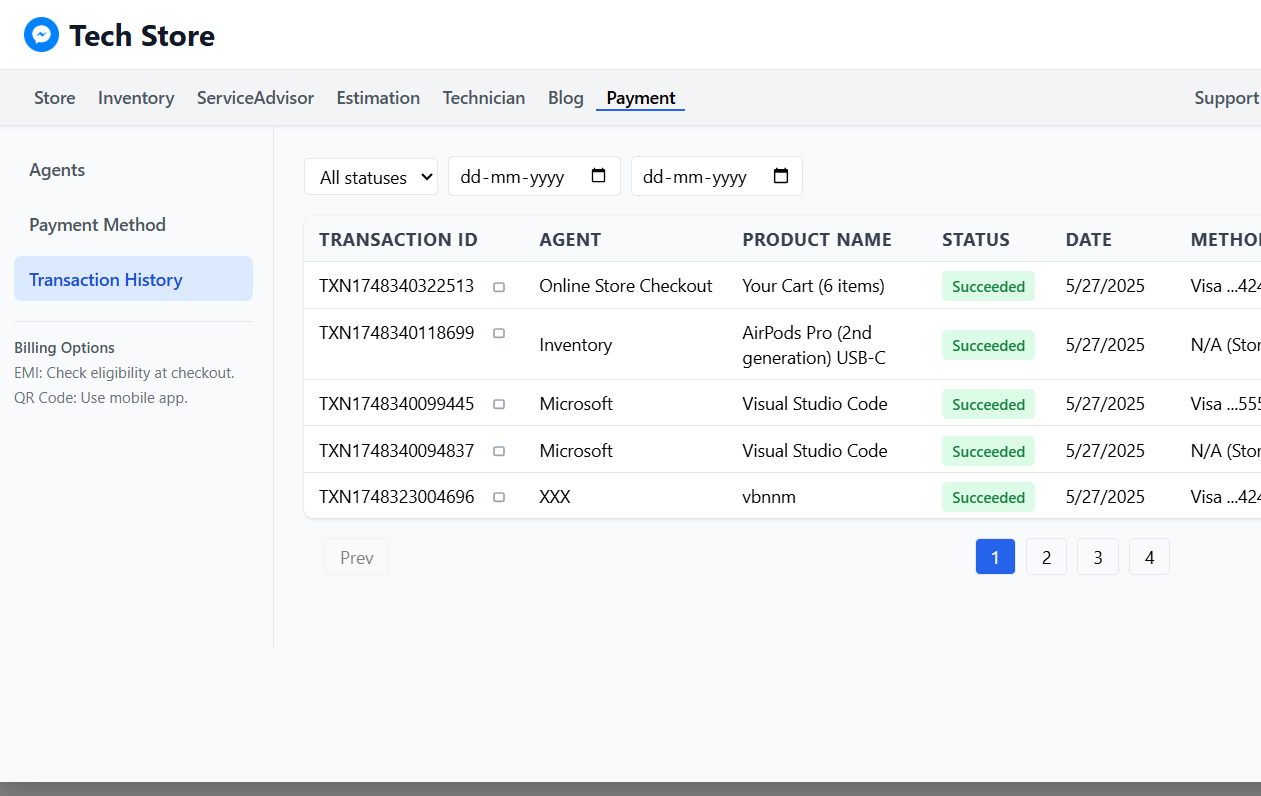 Tech Store
Store Inventory ServiceAdvisor Estimation Technician Blog Payment Support
Agents
Payment Method
Transaction History
Billing Options
EMI: Check eligibility at checkout.
QR Code: Use mobile app.
All statuses dd-mm-yyyy dd-mm-yyyy
TRANSACTION ID AGENT PRODUCT NAME STATUS DATE METHO
TXN1748340322513 Online Store Checkout Your Cart (6 items) Succeeded 5/27/2025 Visa ...424
TXN1748340118699 Inventory AirPods Pro (2nd
generation) USB-C Succeeded 5/27/2025 N/A (Stor
TXN1748340099445 Microsoft Visual Studio Code Succeeded 5/27/2025 Visa ...555
TXN1748340094837 Microsoft Visual Studio Code Succeeded 5/27/2025 N/A (Stor
TXN1748323004696 XXX vbnnm Succeeded 5/27/2025 Visa ...424
Prev 1 2 3 4